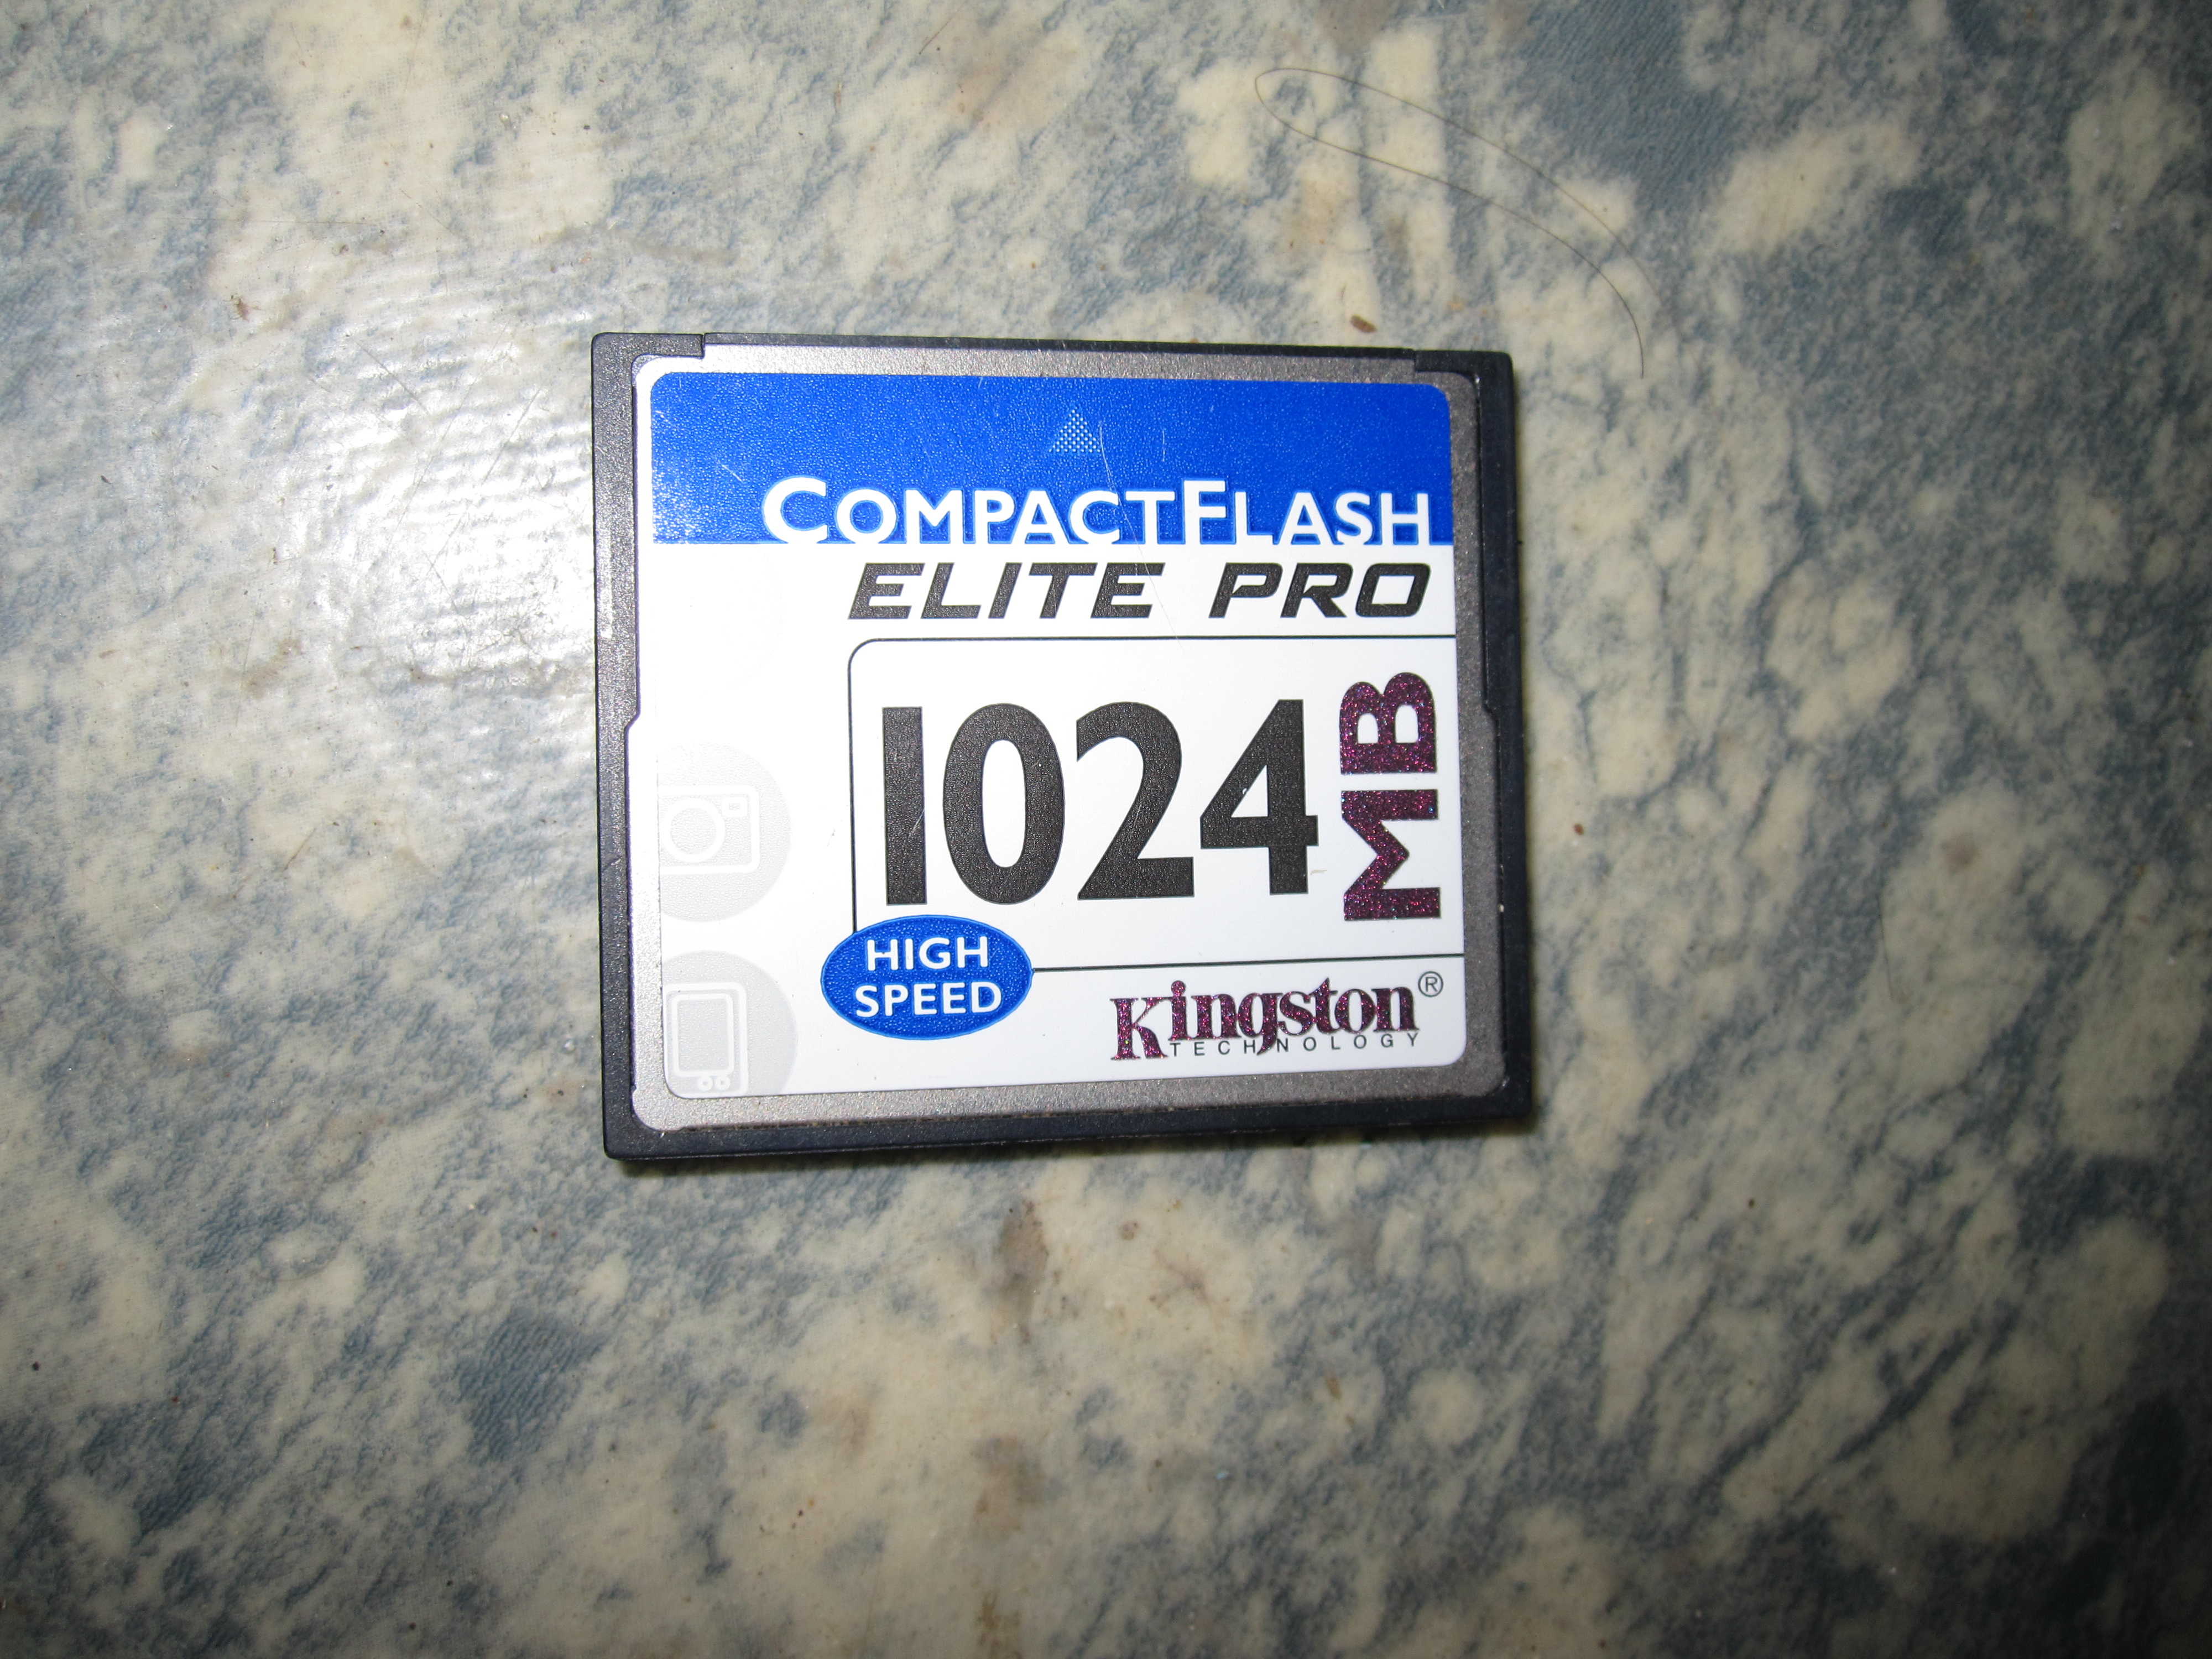 COMPACTFLASH
ELITE PRO
1024 MB
HIGH
SPEED
Kingston®
TECHNOLOGY